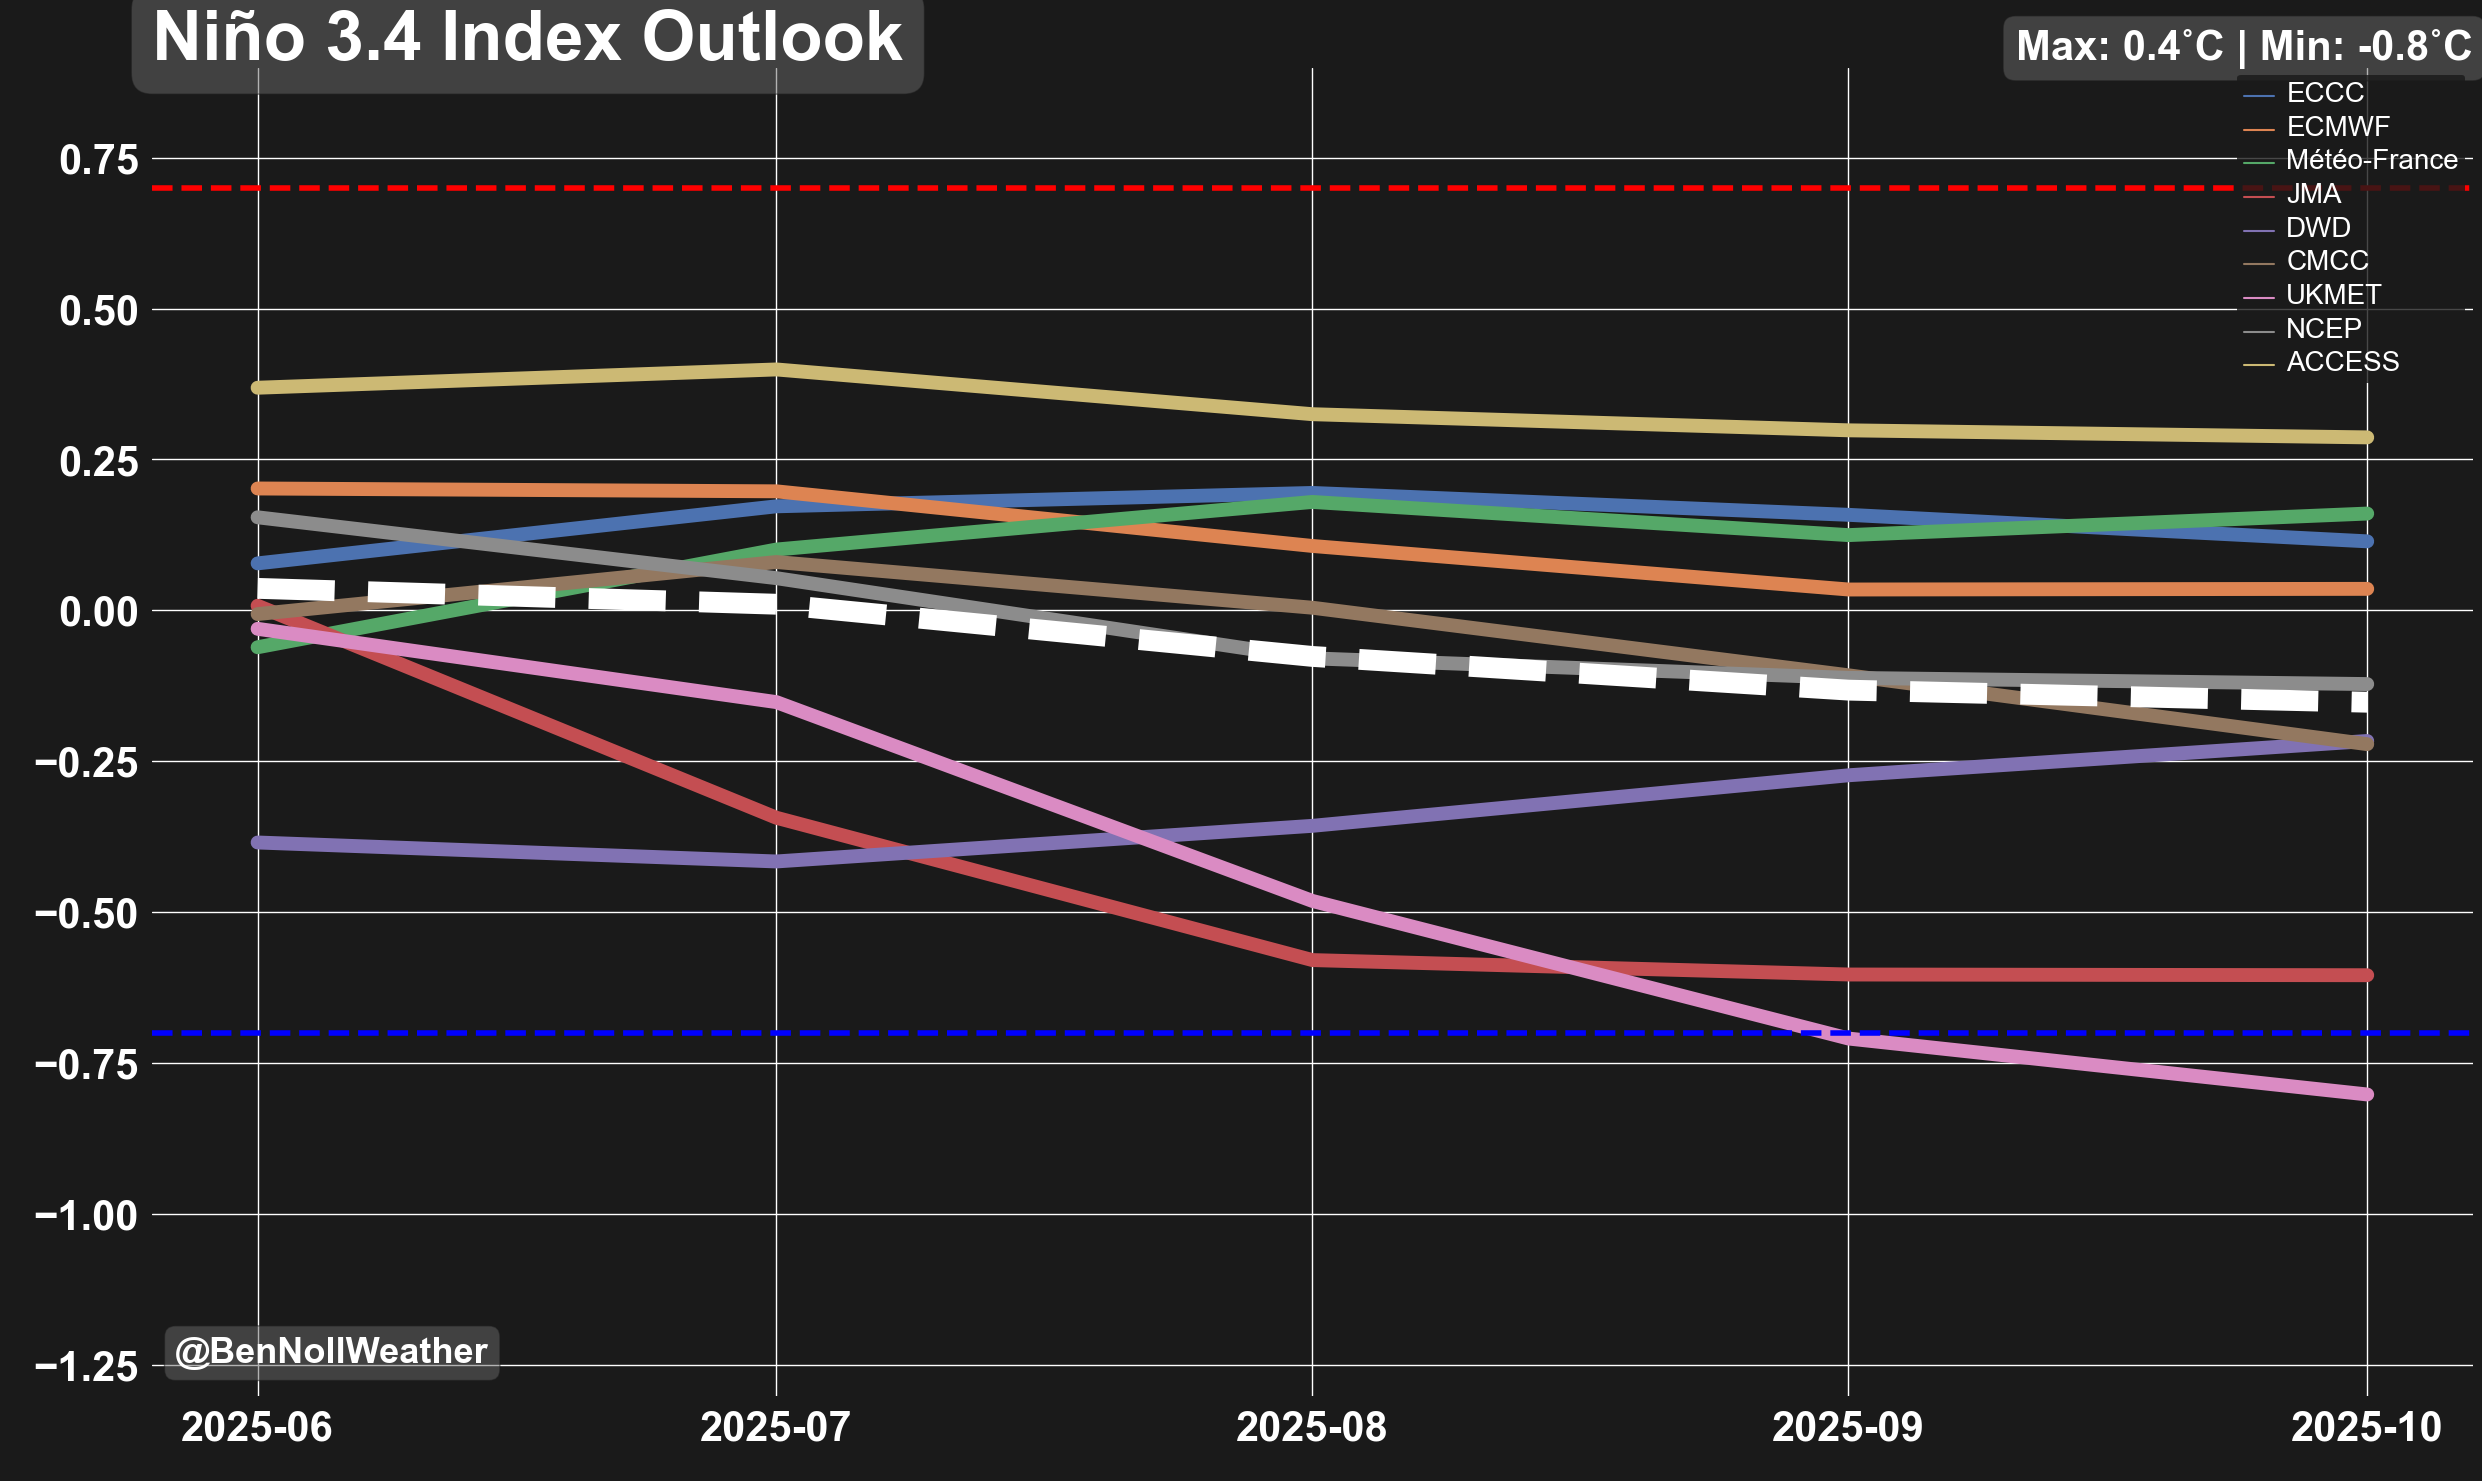 Niño 3.4 Index Outlook
Max: 0.4˚C | Min: -0.8˚C
ECCC
ECMWF
Météo-France
JMA
DWD
CMCC
UKMET
NCEP
ACCESS
0.75
0.50
0.25
0.00
−0.25
−0.50
−0.75
−1.00
−1.25
@BenNollWeather
2025-06 2025-07 2025-08 2025-09 2025-10